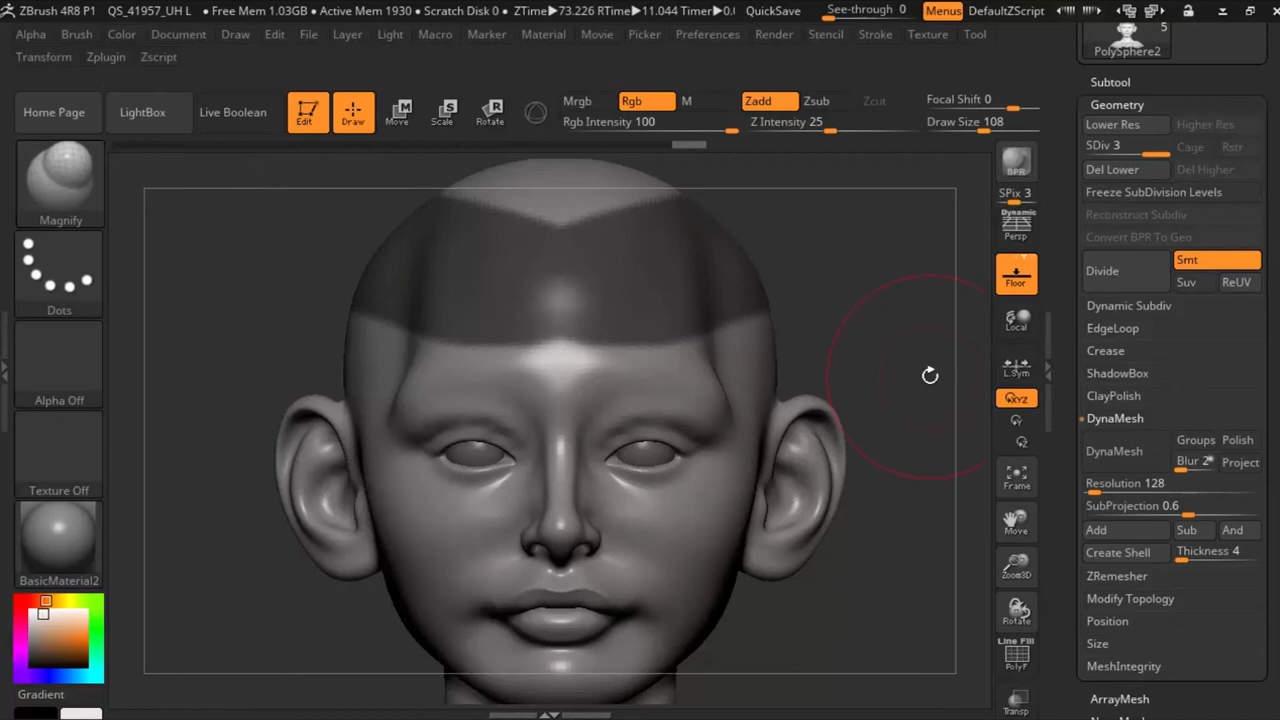 ZBrush 4R8 P1 QS_41957_UH L • Free Mem 1.03GB • Active Mem 1930 • Scratch Disk 0 • ZTime▶73.226 RTime▶11.044 Timer▶0. QuickSave See-through 0 Menus DefaultZScript
Alpha Brush Color Document Draw Edit File Layer Light Macro Marker Material Movie Picker Preferences Render Stencil Stroke Texture Tool
Transform Zplugin Zscript
5
PolySphere2
Home Page
LightBox
Live Boolean
Edit
Draw
M
Move
S
Scale
R
Rotate
Mrgb Rgb M
Rgb Intensity 100
Zadd Zsub Zcut
Z Intensity 25
Focal Shift 0
Draw Size 108
Magnify
Dots
Alpha Off
Texture Off
BasicMaterial2
Gradient
BPR
SPix 3
Dynamic
Persp
Floor
Local
L.Sym
XYZ
Frame
Move
Zoom3D
Rotate
Line Fill
PolyF
Transp
Subtool
Geometry
Lower Res Higher Res
SDiv 3 Cage Rstr
Del Lower Del Higher
Freeze SubDivision Levels
Reconstruct Subdiv
Convert BPR To Geo
Divide Smt
Suv ReUV
Dynamic Subdiv
EdgeLoop
Crease
ShadowBox
ClayPolish
DynaMesh
DynaMesh Groups Polish
Blur 2 Project
Resolution 128
SubProjection 0.6
Add Sub And
Create Shell Thickness 4
ZRemesher
Modify Topology
Position
Size
MeshIntegrity
ArrayMesh